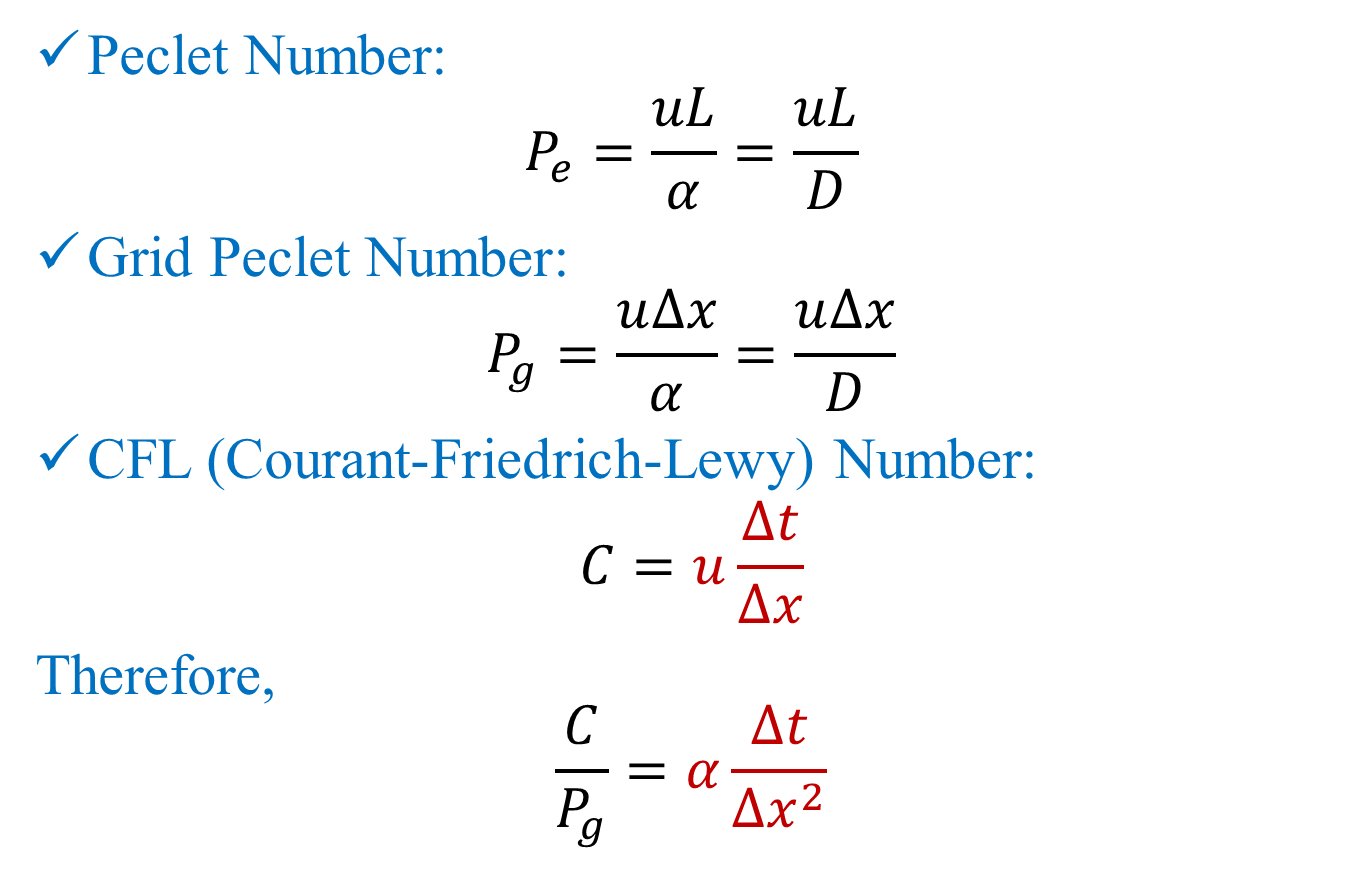 ✓ Peclet Number:
P_e = uL/α = uL/D
✓ Grid Peclet Number:
P_g = uΔx/α = uΔx/D
✓ CFL (Courant-Friedrich-Lewy) Number:
C = u Δt/Δx
Therefore,
C/P_g = α Δt/Δx²